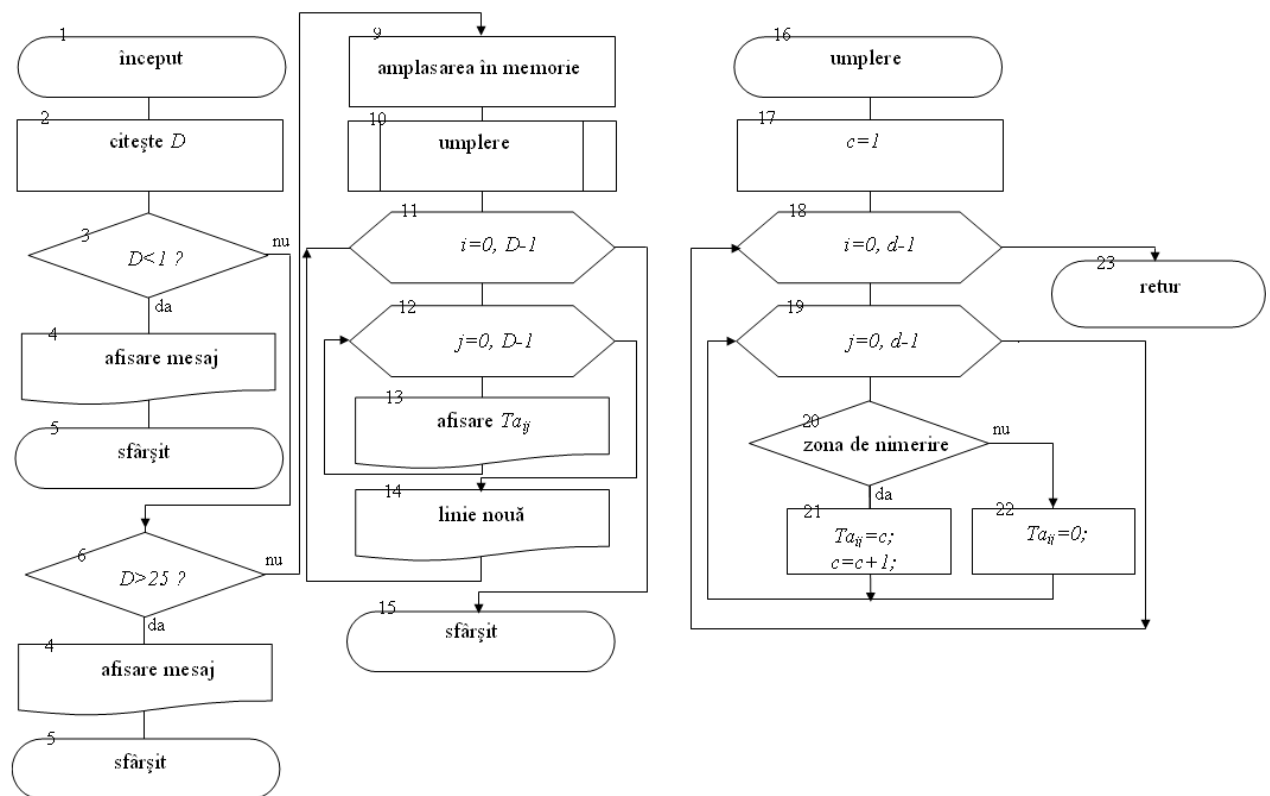 1
început
2
citește D
3
D<1 ?
nu
da
4
afisare mesaj
5
sfârșit
6
D>25 ?
nu
da
4
afisare mesaj
5
sfârșit
9
amplasarea în memorie
10
umplere
11
i=0, D-1
12
j=0, D-1
13
afisare Taij
14
linie nouă
15
sfârșit
16
umplere
17
c=1
18
i=0, d-1
23
retur
19
j=0, d-1
20
zona de nimerire
nu
da
21
Taij=c;
c=c+1;
22
Taij=0;